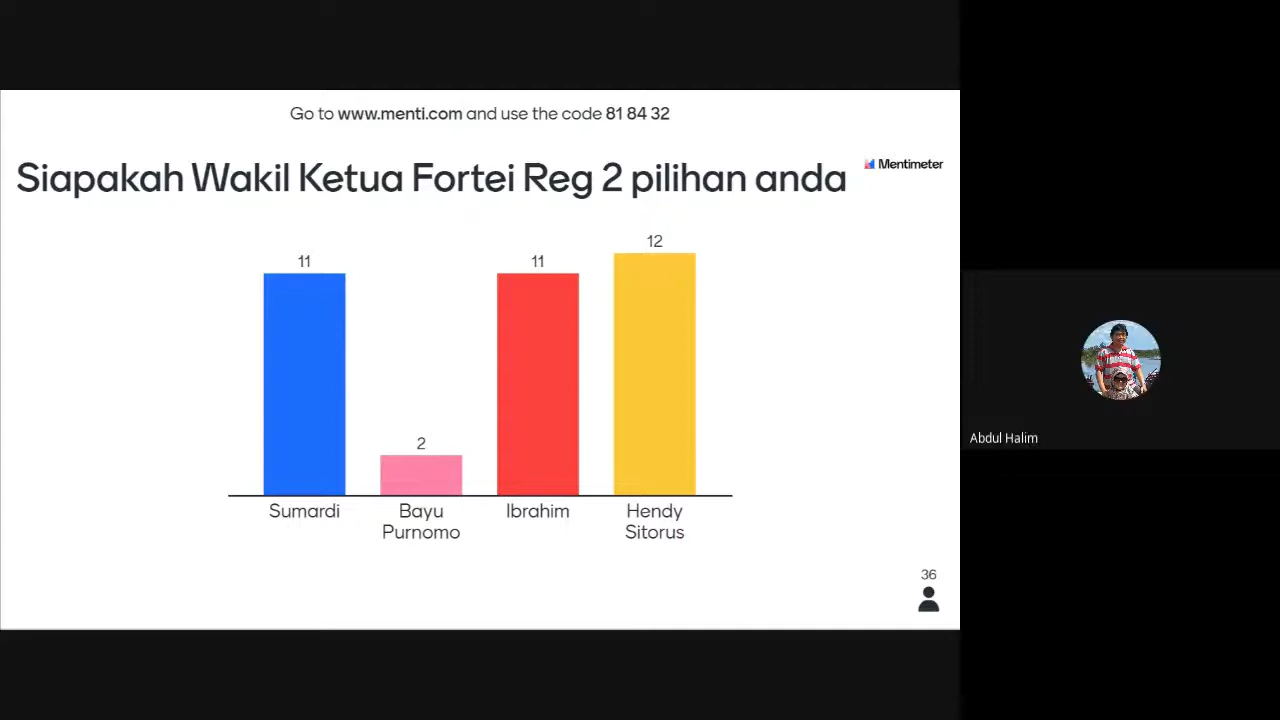 Go to www.menti.com and use the code 81 84 32
Siapakah Wakil Ketua Fortei Reg 2 pilihan anda
Mentimeter
11
2
11
12
Sumardi
Bayu
Purnomo
Ibrahim
Hendy
Sitorus
36
Abdul Halim